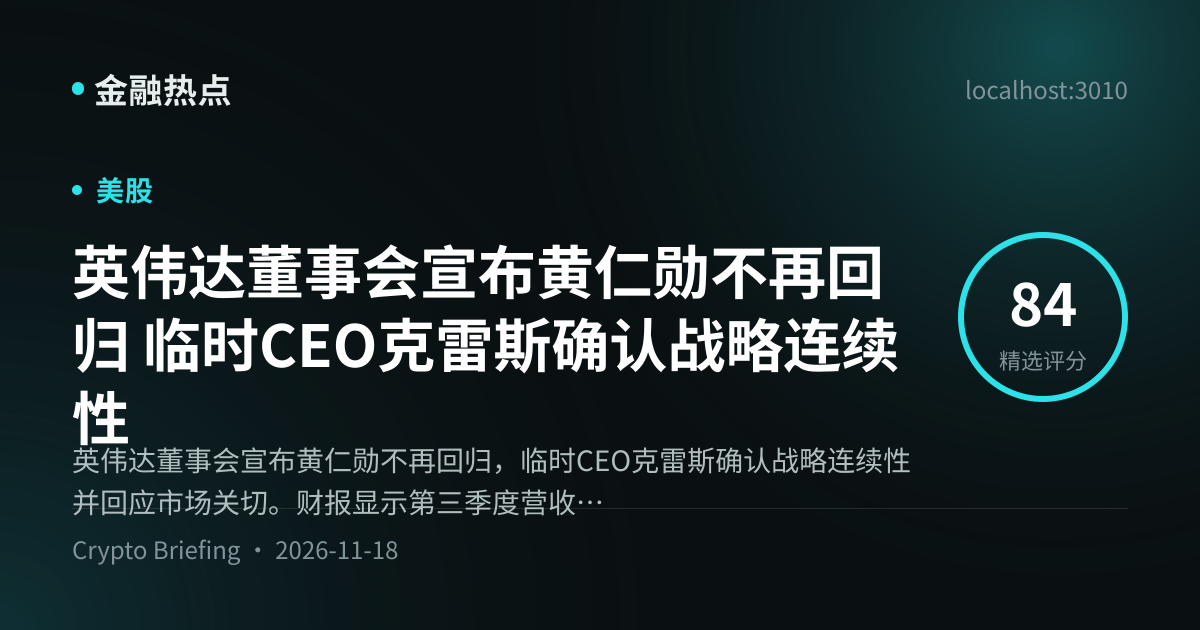 金融热点
localhost:3010
美股
英伟达董事会宣布黄仁勋不再回
归 临时CEO克雷斯确认战略连续
性
84
精选评分
英伟达董事会宣布黄仁勋不再回归，临时CEO克雷斯确认战略连续性
并回应市场关切。财报显示第三季度营收…
Crypto Briefing · 2026-11-18